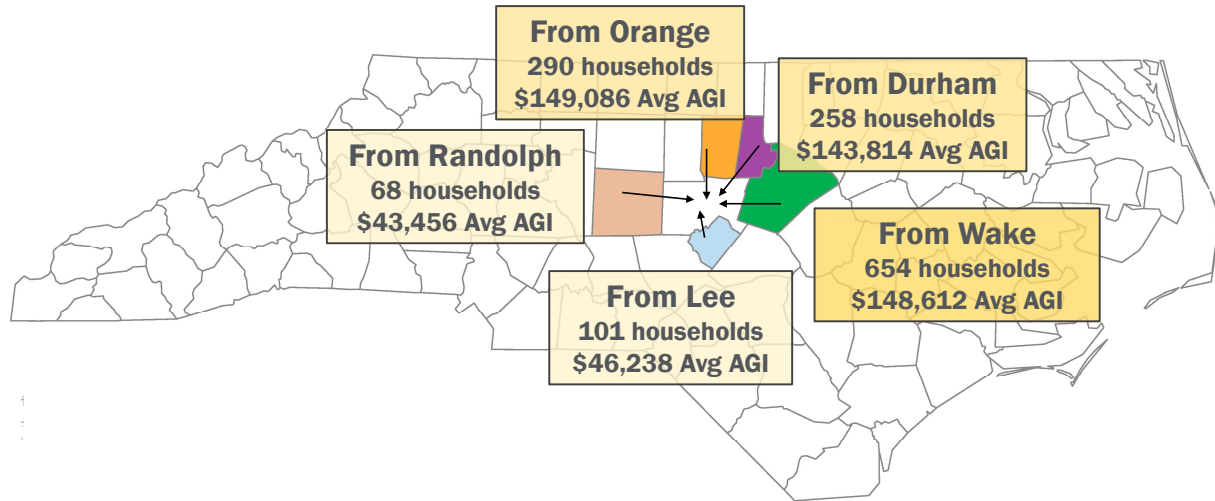 From Orange
290 households
$149,086 Avg AGI
From Durham
258 households
$143,814 Avg AGI
From Randolph
68 households
$43,456 Avg AGI
From Wake
654 households
$148,612 Avg AGI
From Lee
101 households
$46,238 Avg AGI